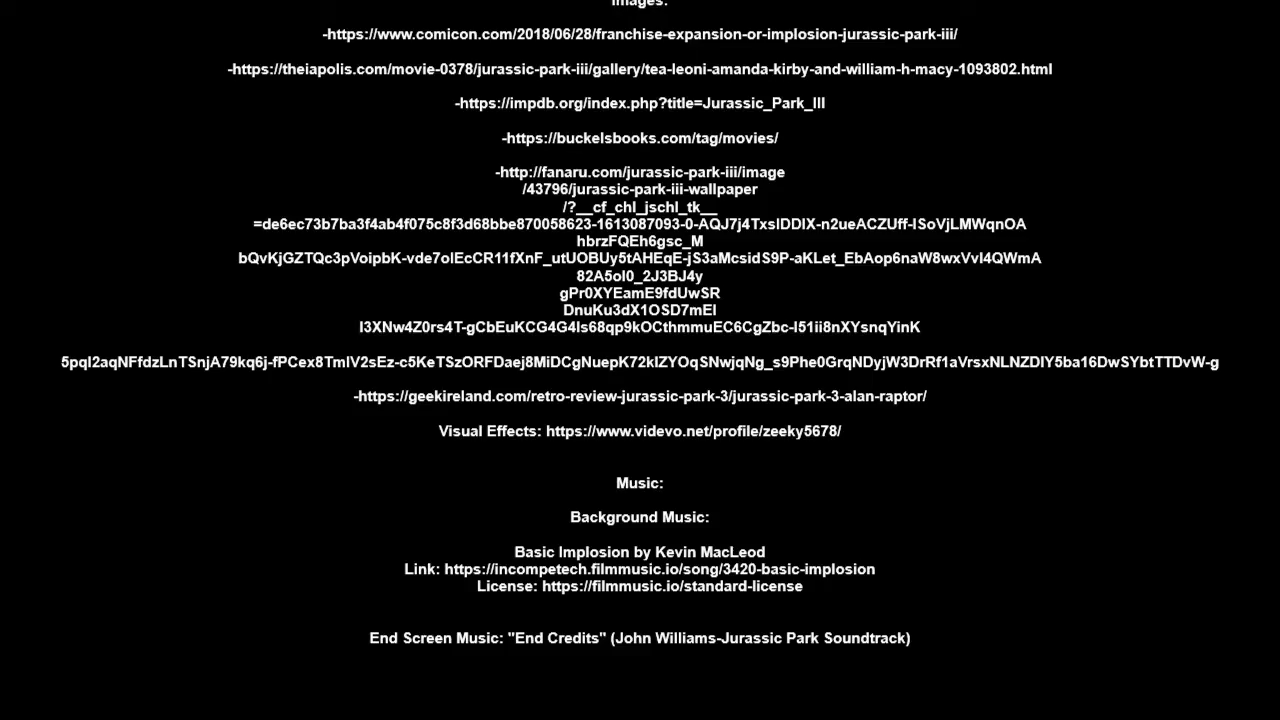 Images:
-https://www.comicon.com/2018/06/28/franchise-expansion-or-implosion-jurassic-park-iii/
-https://theiapolis.com/movie-0378/jurassic-park-iii/gallery/tea-leoni-amanda-kirby-and-william-h-macy-1093802.html
-https://impdb.org/index.php?title=Jurassic_Park_III
-https://buckelsbooks.com/tag/movies/
-http://fanaru.com/jurassic-park-iii/image
/43796/jurassic-park-iii-wallpaper
/?__cf_chl_jschl_tk__
=de6ec73b7ba3f4ab4f075c8f3d68bbe870058623-1613087093-0-AQJ7j4TxslDDIX-n2ueACZUff-ISoVjLMWqnOA
hbrzFQEh6gsc_M
bQvKjGZTQc3pVoipbK-vde7olEcCR11fXnF_utUOBUy5tAHEqE-jS3aMcsidS9P-aKLet_EbAop6naW8wxVvI4QWmA
82A5ol0_2J3BJ4y
gPr0XYEamE9fdUwSR
DnuKu3dX1OSD7mEI
I3XNw4Z0rs4T-gCbEuKCG4G4Is68qp9kOCthmmuEC6CgZbc-l51ii8nXYsnqYinK
5pqI2aqNFfdzLnTSnjA79kq6j-fPCex8TmlV2sEz-c5KeTSzORFDaej8MiDCgNuepK72kIZYOqSNwjqNg_s9Phe0GrqNDyjW3DrRf1aVrsxNLNZDIY5ba16DwSYbtTTDvW-g
-https://geekireland.com/retro-review-jurassic-park-3/jurassic-park-3-alan-raptor/
Visual Effects: https://www.videvo.net/profile/zeeky5678/
Music:
Background Music:
Basic Implosion by Kevin MacLeod
Link: https://incompetech.filmmusic.io/song/3420-basic-implosion
License: https://filmmusic.io/standard-license
End Screen Music: "End Credits" (John Williams-Jurassic Park Soundtrack)